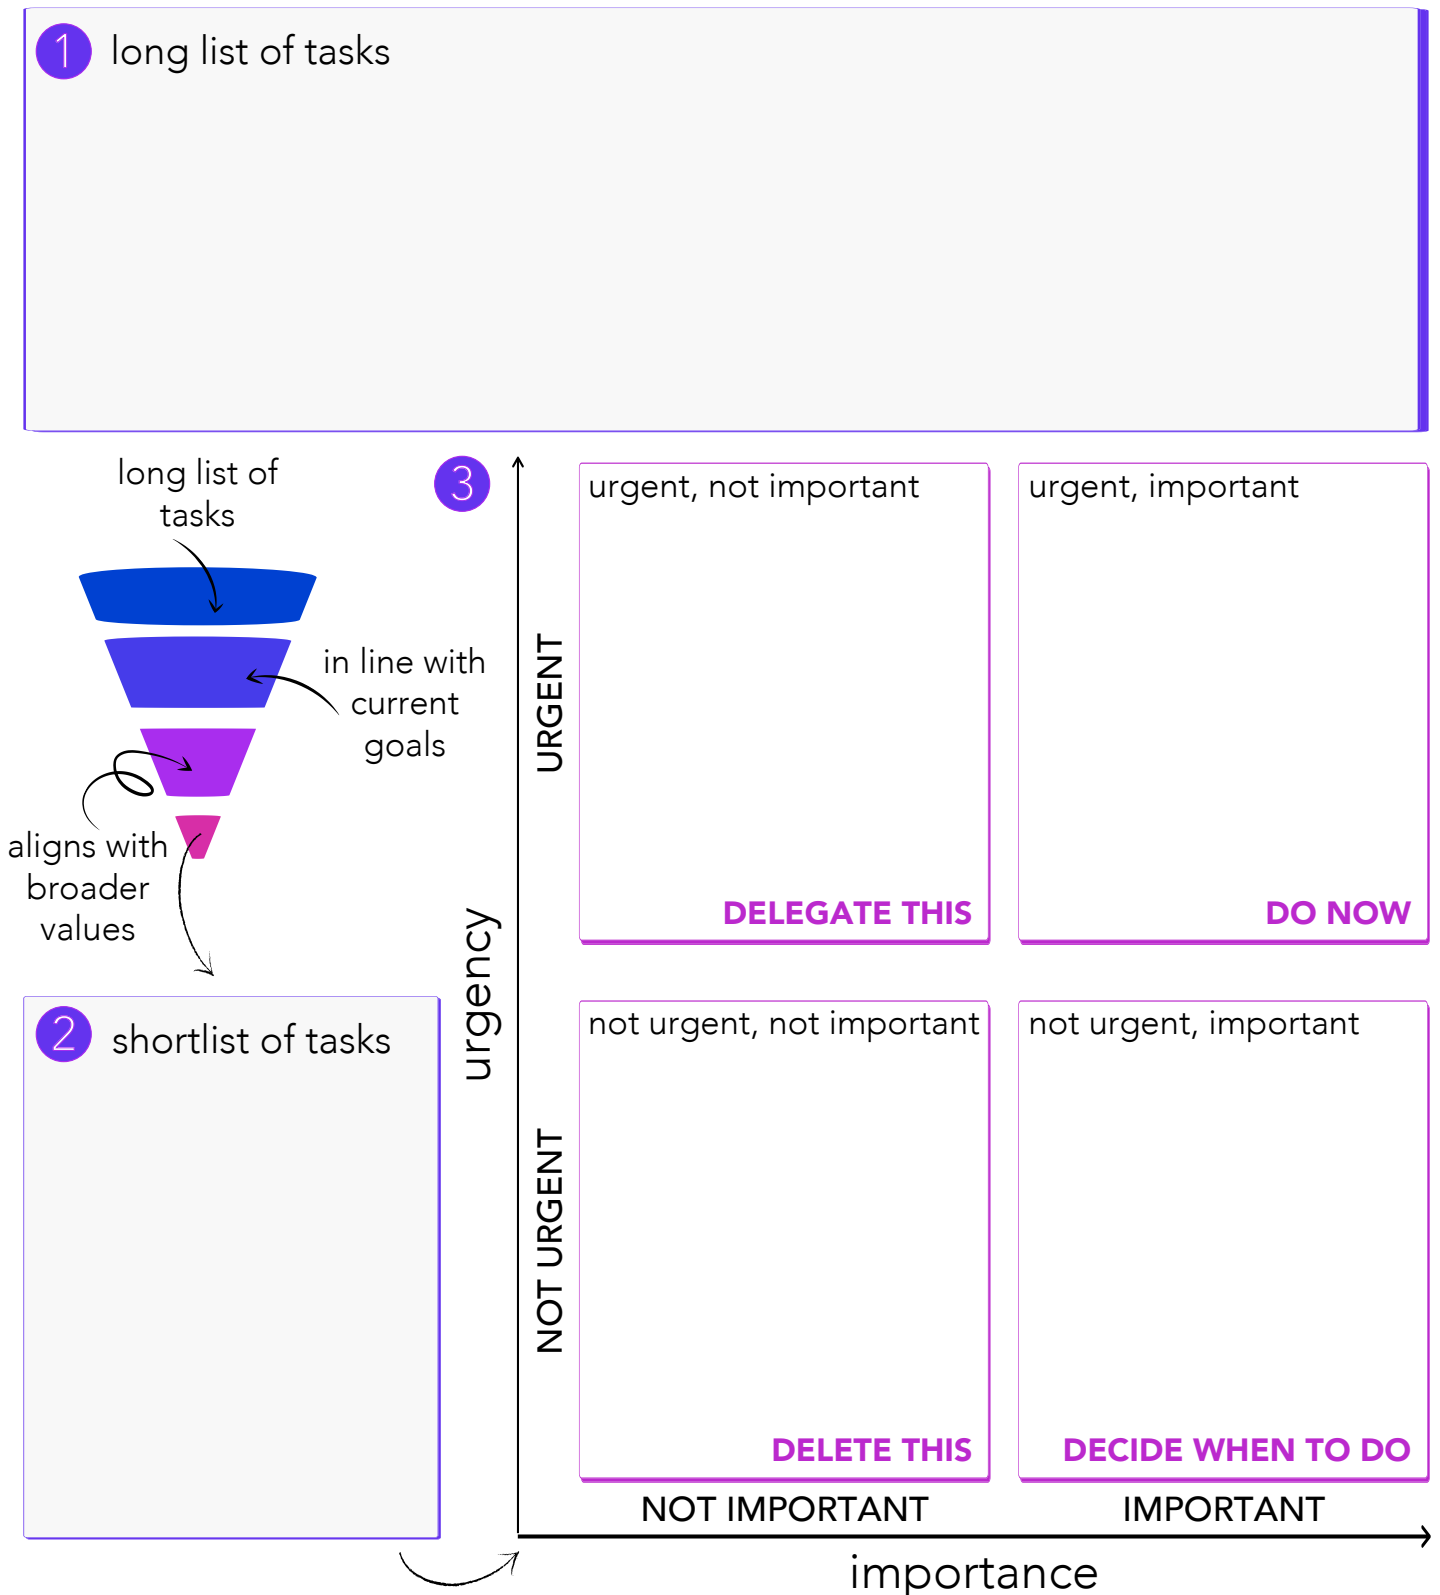 1 long list of tasks
long list of
tasks
in line with
current
goals
aligns with
broader
values
2 shortlist of tasks
3
urgency
URGENT
NOT URGENT
urgent, not important
DELEGATE THIS
urgent, important
DO NOW
not urgent, not important
DELETE THIS
not urgent, important
DECIDE WHEN TO DO
NOT IMPORTANT
IMPORTANT
importance